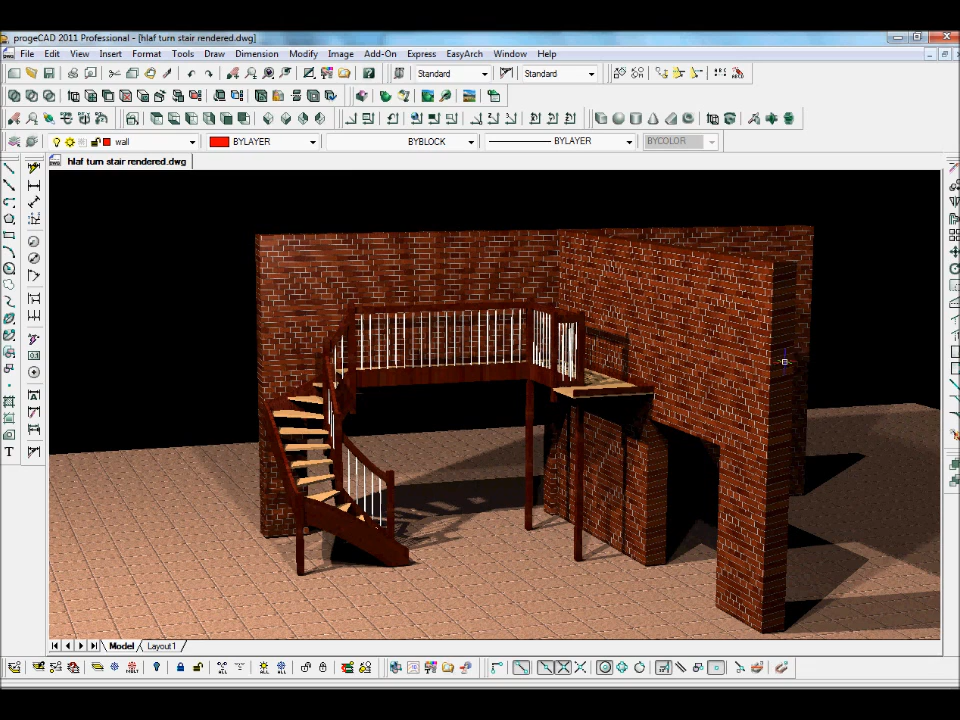 progeCAD 2011 Professional - [hlaf turn stair rendered.dwg]
File Edit View Insert Format Tools Draw Dimension Modify Image Add-On Express EasyArch Window Help
Standard Standard
wall BYLAYER BYBLOCK BYLAYER BYCOLOR
hlaf turn stair rendered.dwg
T
Model Layout1